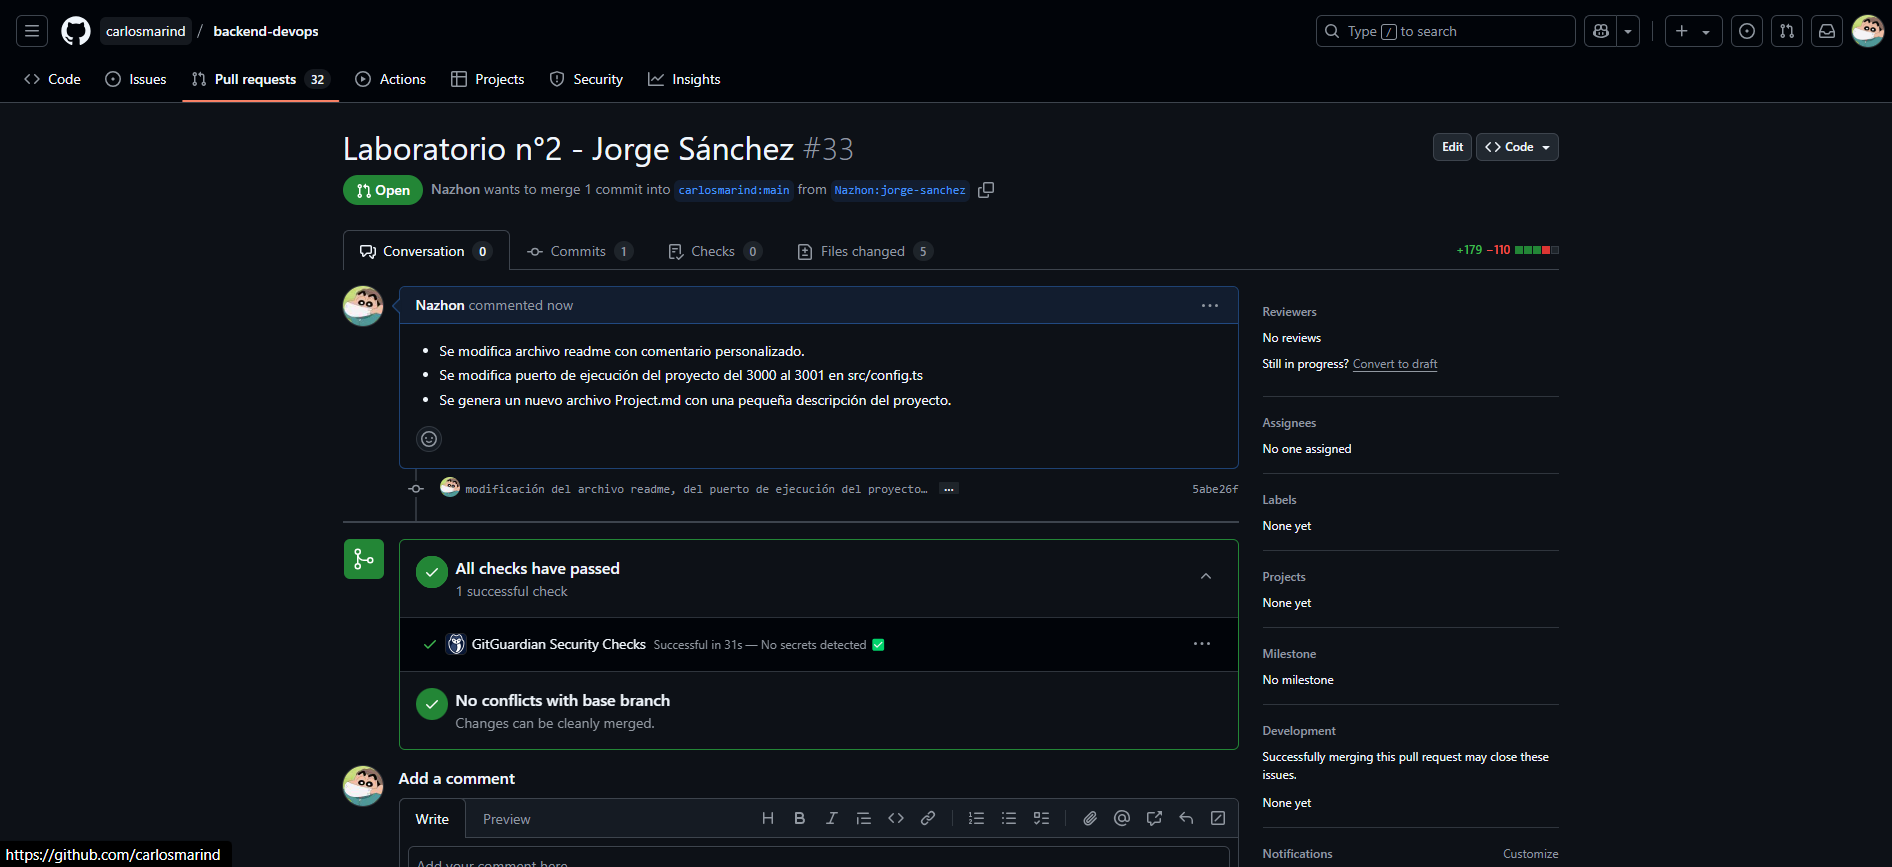 carlosmarind / backend-devops
Type / to search
Code
Issues
Pull requests 32
Actions
Projects
Security
Insights
Laboratorio n°2 - Jorge Sánchez #33
Edit
Code
Open
Nazhon wants to merge 1 commit into carlosmarind:main from Nazhon:jorge-sanchez
Conversation 0
Commits 1
Checks 0
Files changed 5
+179 −110
Nazhon commented now
Se modifica archivo readme con comentario personalizado.
Se modifica puerto de ejecución del proyecto del 3000 al 3001 en src/config.ts
Se genera un nuevo archivo Project.md con una pequeña descripción del proyecto.
modificación del archivo readme, del puerto de ejecución del proyecto…
5abe26f
All checks have passed
1 successful check
GitGuardian Security Checks Successful in 31s — No secrets detected ✅
No conflicts with base branch
Changes can be cleanly merged.
Add a comment
Write
Preview
Add your comment here
Reviewers
No reviews
Still in progress? Convert to draft
Assignees
No one assigned
Labels
None yet
Projects
None yet
Milestone
No milestone
Development
Successfully merging this pull request may close these
issues.
None yet
Notifications
Customize
https://github.com/carlosmarind